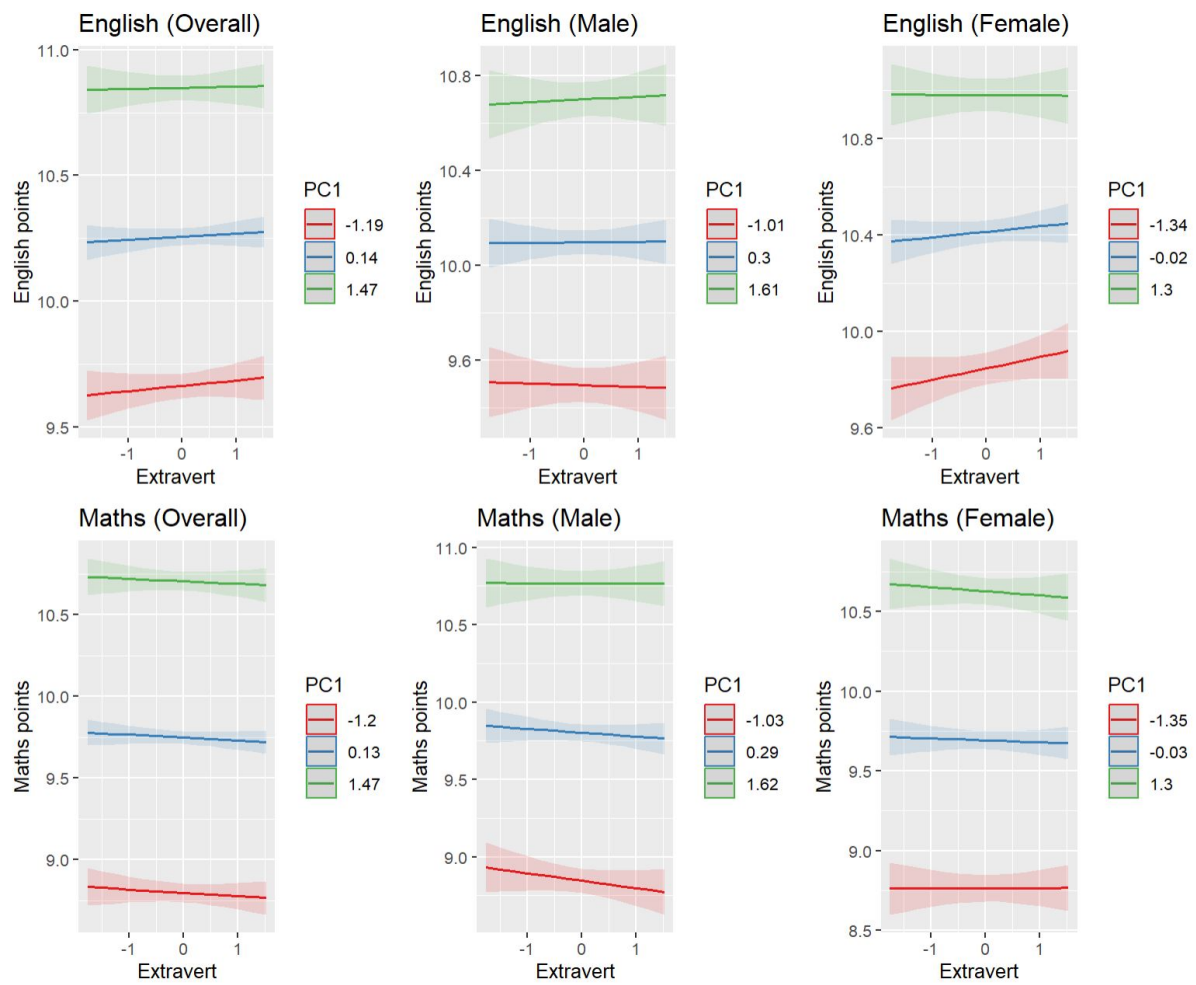 English (Overall)
11.0
10.5
10.0
9.5
English points
-1
0
1
Extravert
PC1
-1.19
0.14
1.47
English (Male)
10.8
10.4
10.0
9.6
English points
-1
0
1
Extravert
PC1
-1.01
0.3
1.61
English (Female)
10.8
10.4
10.0
9.6
English points
-1
0
1
Extravert
PC1
-1.34
-0.02
1.3
Maths (Overall)
10.5
10.0
9.5
9.0
Maths points
-1
0
1
Extravert
PC1
-1.2
0.13
1.47
Maths (Male)
11.0
10.5
10.0
9.5
9.0
Maths points
-1
0
1
Extravert
PC1
-1.03
0.29
1.62
Maths (Female)
10.5
10.0
9.5
9.0
8.5
Maths points
-1
0
1
Extravert
PC1
-1.35
-0.03
1.3